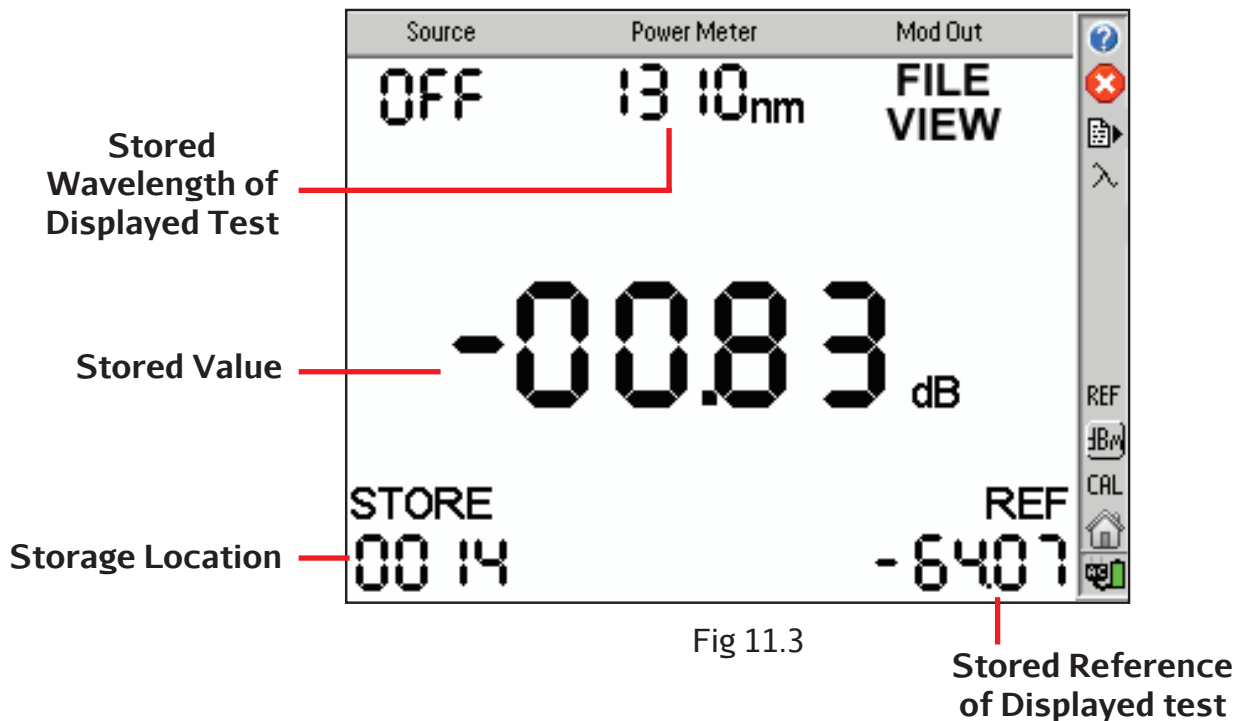 Source Power Meter Mod Out
OFF 1310nm FILE
VIEW
Stored
Wavelength of
Displayed Test
λ
Stored Value
-00.83 dB
REF
dBm
CAL
STORE REF
Storage Location
0014 -64.07
AC
Fig 11.3
Stored Reference
of Displayed test